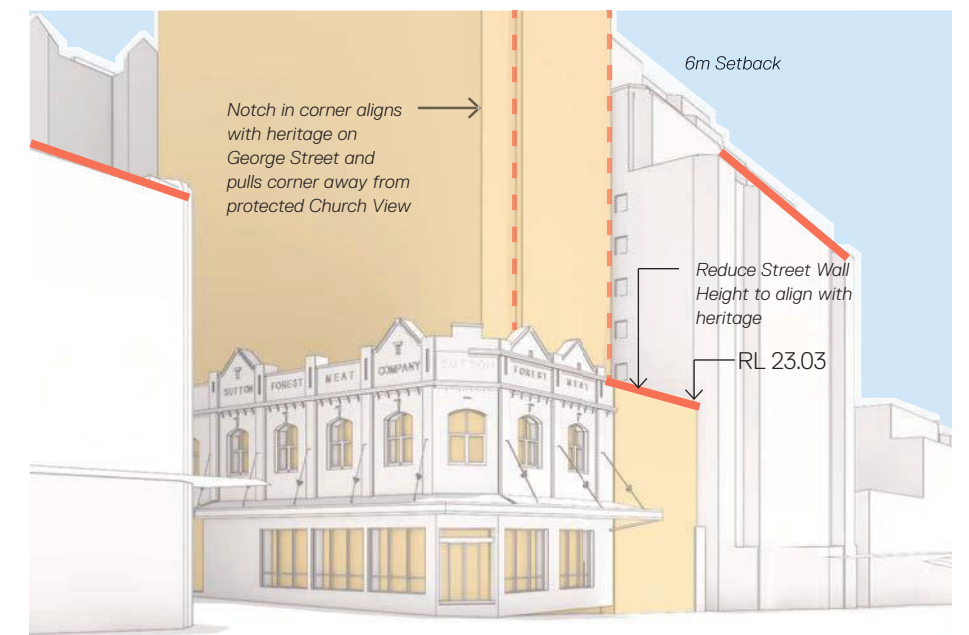 6m Setback
Notch in corner aligns
with heritage on
George Street and
pulls corner away from
protected Church View
Reduce Street Wall
Height to align with
heritage
RL 23.03
SUTTON
FOREST
MEAT
COMPANY
SUTTON
FOREST
MEAT